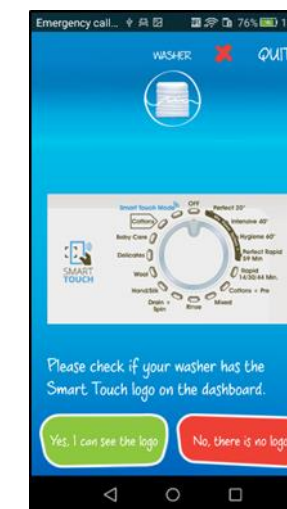 Emergency call... 76% 1
WASHER QUIT
Smart Touch Mode OFF Perfect 20°
Cottons Intensive 40°
Baby Care Hygiene 60°
Delicates Perfect Rapid
59 Min
SMART
TOUCH
Wool Rapid
14/30/44 Min.
Hand/Silk Cottons + Pre
Drain +
Spin Rinse Mixed
Please check if your washer has the
Smart Touch logo on the dashboard.
Yes, I can see the logo No, there is no logo